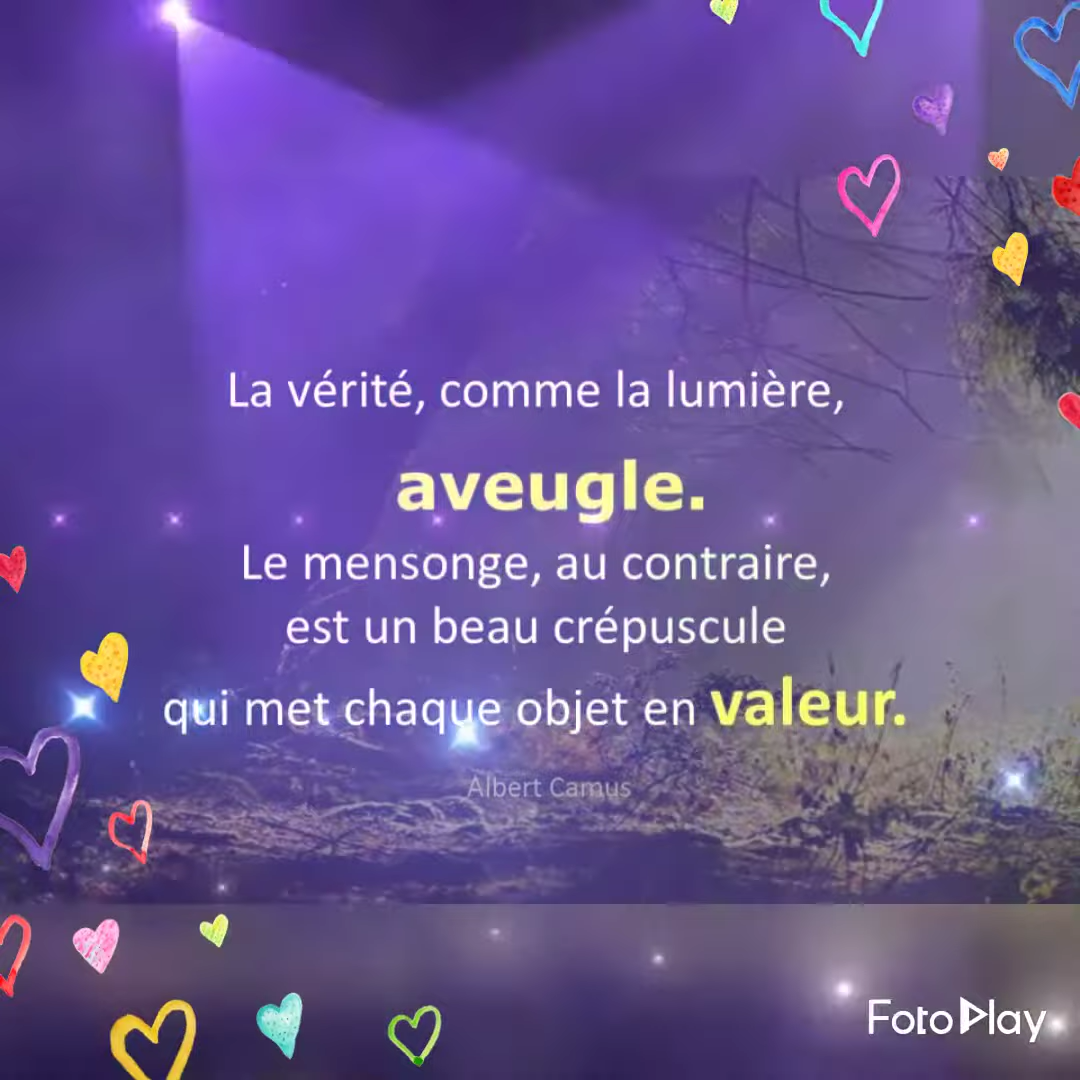 La vérité, comme la lumière,
aveugle.
Le mensonge, au contraire,
est un beau crépuscule
qui met chaque objet en valeur.
Albert Camus
FotoPlay